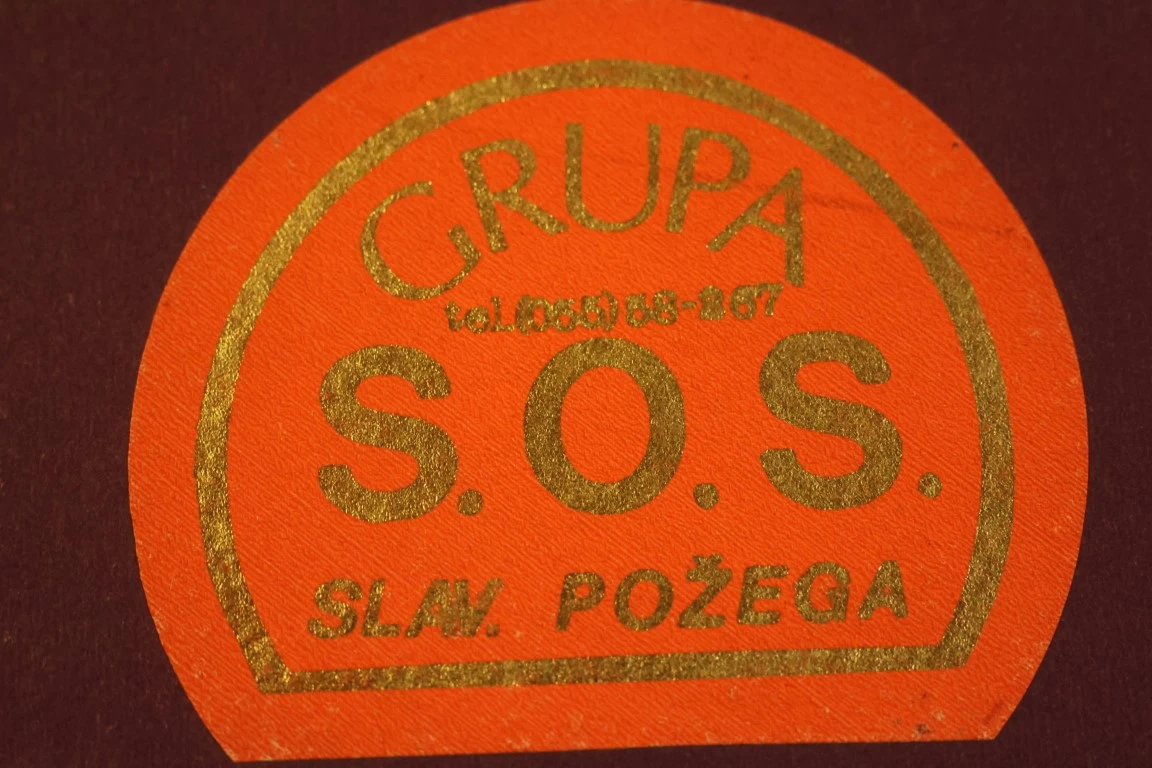 GRUPA
tel.(055) 58-267
S.O.S.
SLAV. POŽEGA